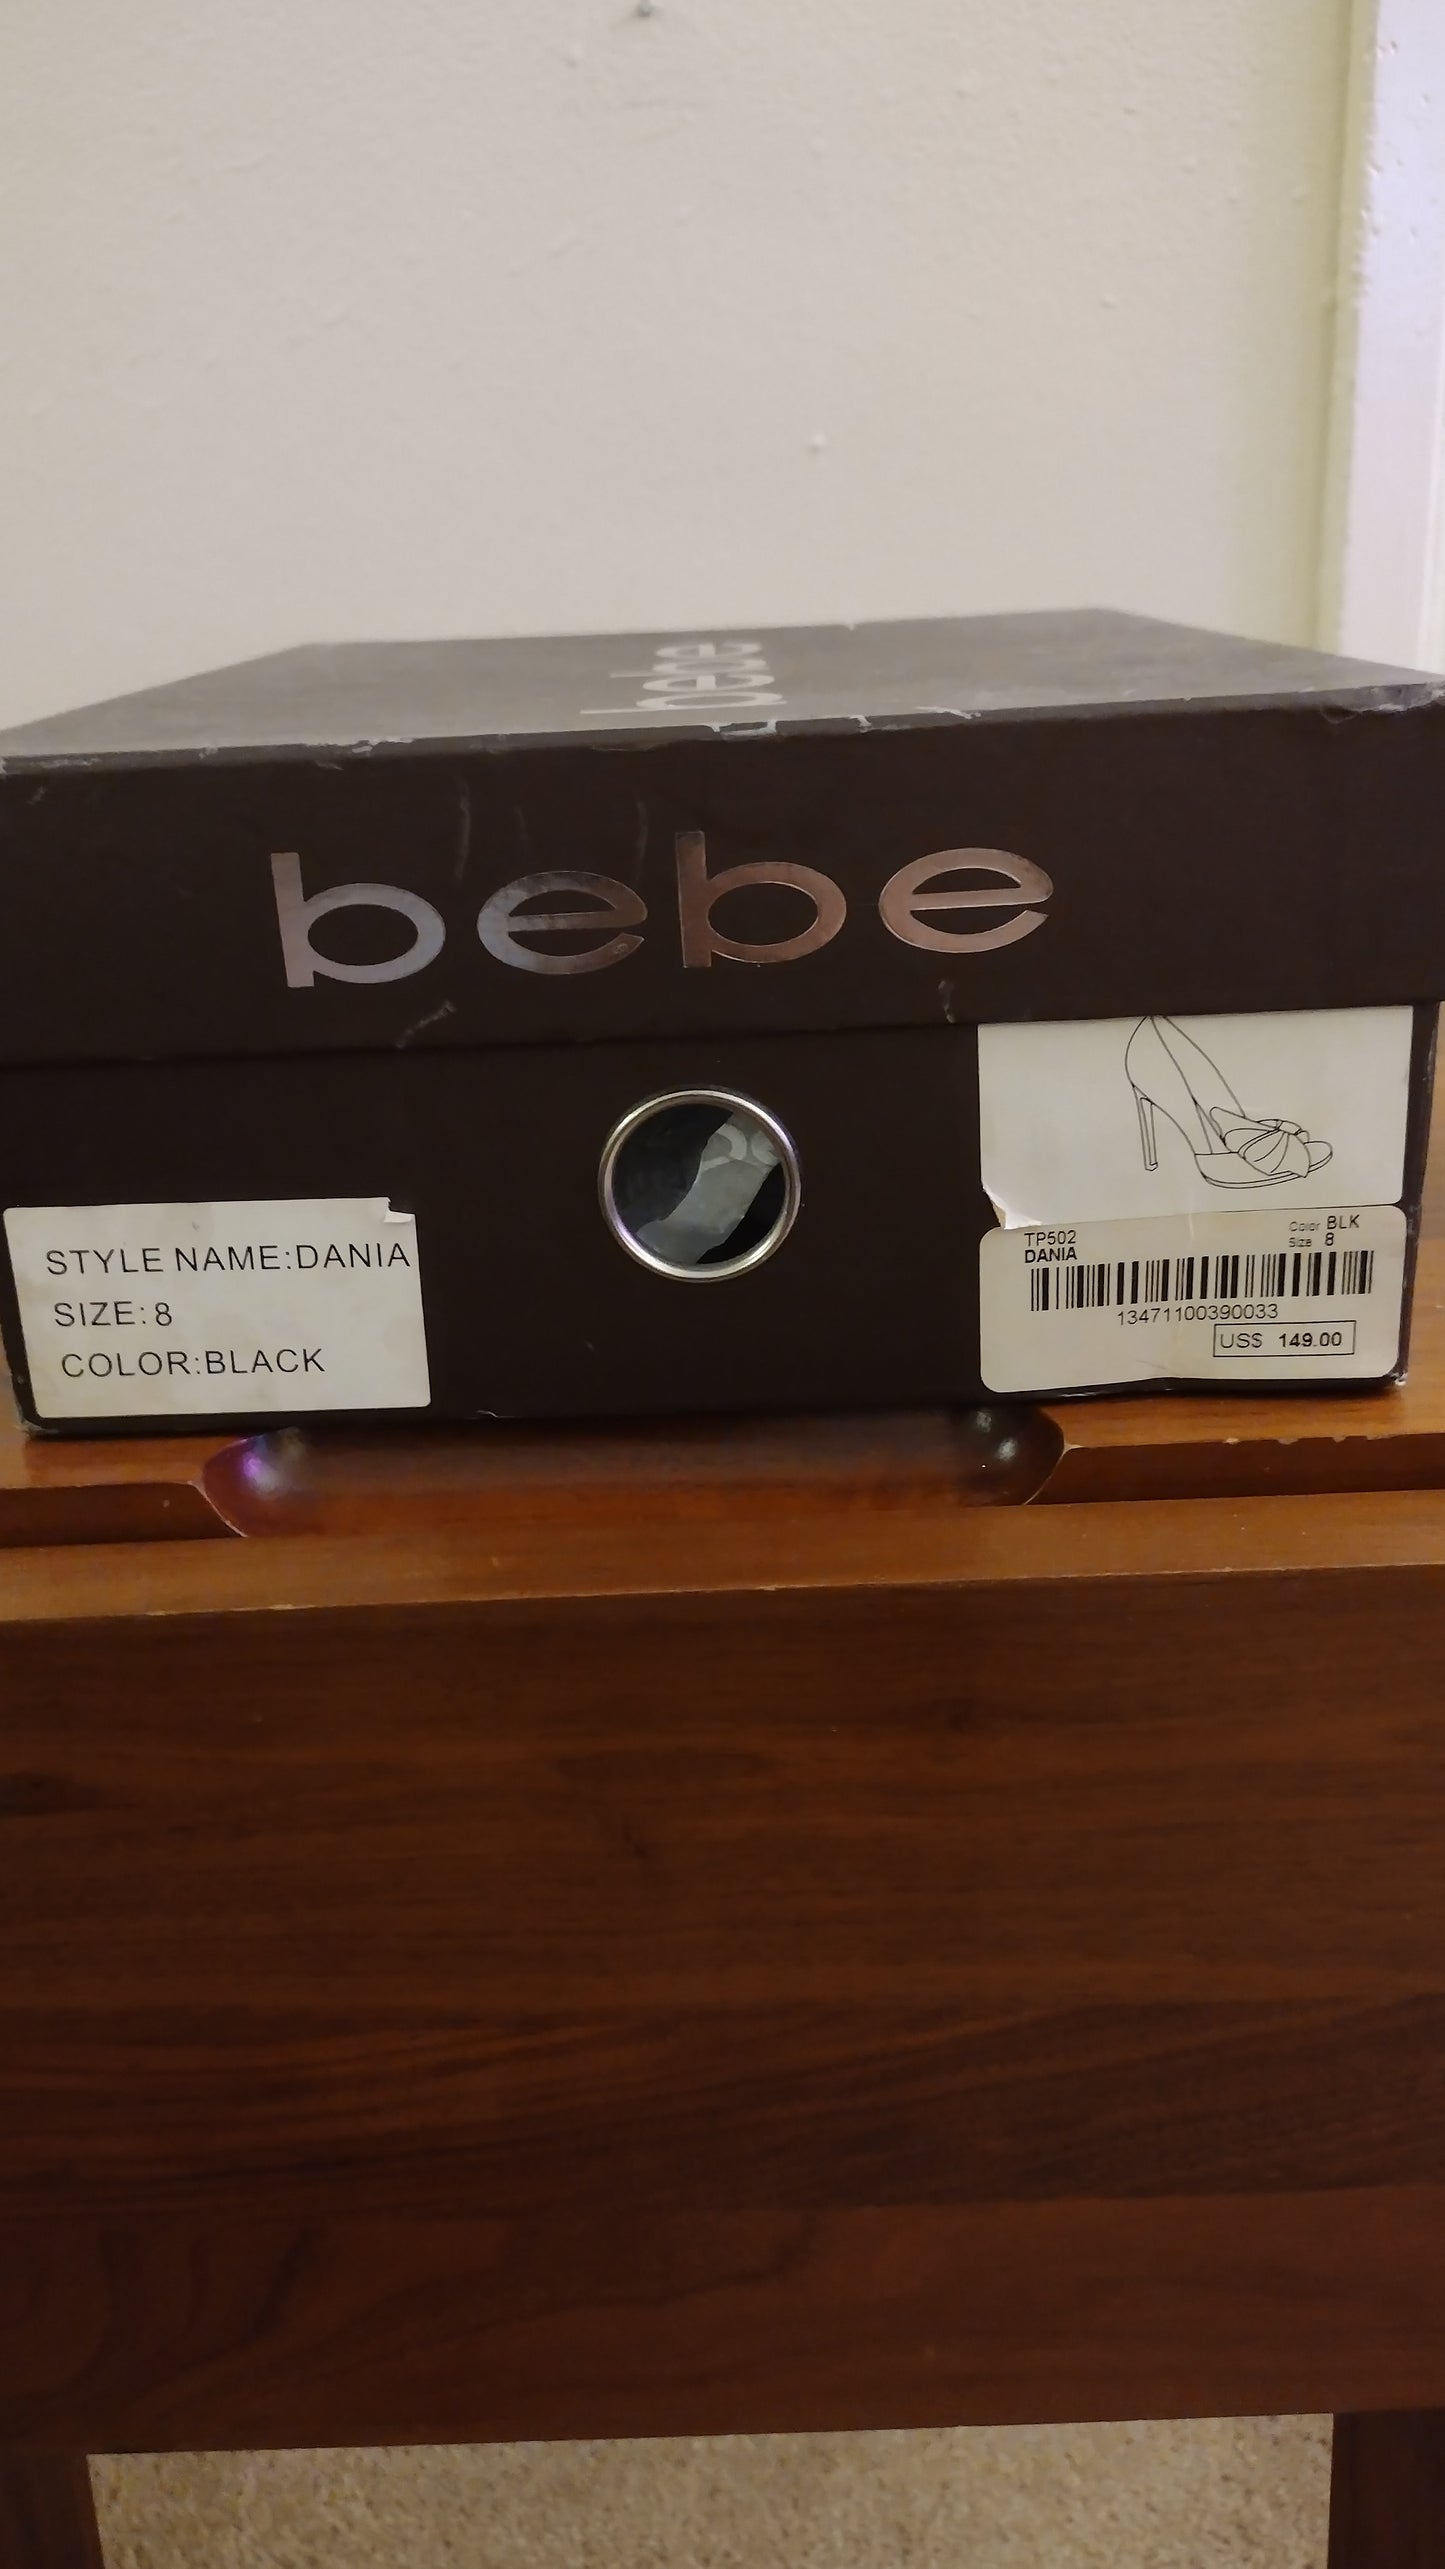 bebe
bebe
STYLE NAME:DANIA
SIZE:8
COLOR:BLACK
TP502
DANIA
Color BLK
Size 8
13471100390033
US$ 149.00